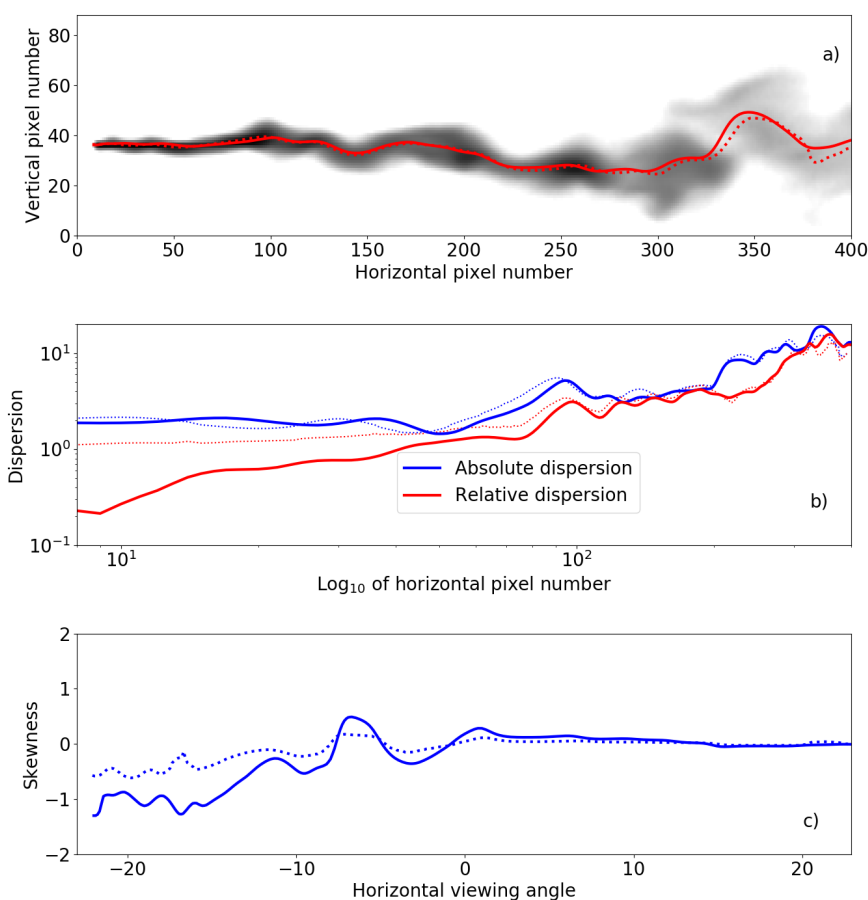 a)
Vertical pixel number
80
60
40
20
0
0 50 100 150 200 250 300 350 400
Horizontal pixel number
Dispersion
10¹
10⁰
10⁻¹
Absolute dispersion
Relative dispersion
b)
10¹ 10²
Log₁₀ of horizontal pixel number
Skewness
2
1
0
−1
−2
c)
−20 −10 0 10 20
Horizontal viewing angle